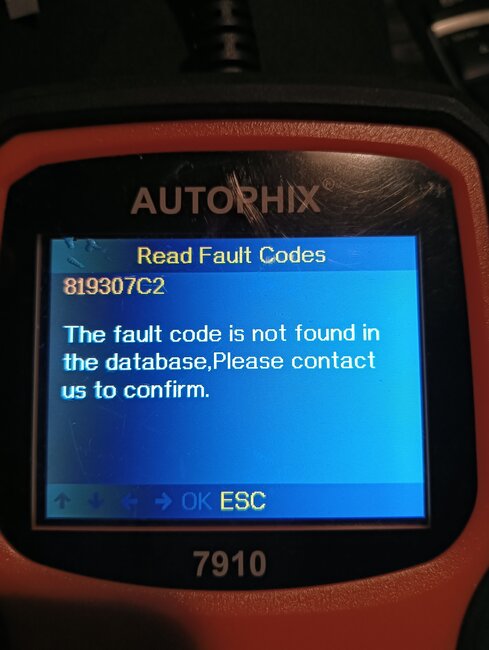 AUTOPHIX®
Read Fault Codes
819307C2
The fault code is not found in
the database,Please contact
us to confirm.
OK ESC
7910